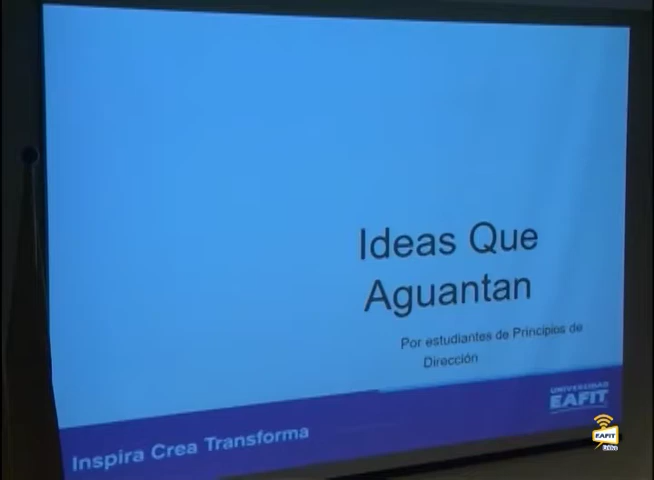 Ideas Que
Aguantan
Por estudiantes de Principios de
Dirección
Inspira Crea Transforma
UNIVERSIDAD
EAFIT
EAFIT